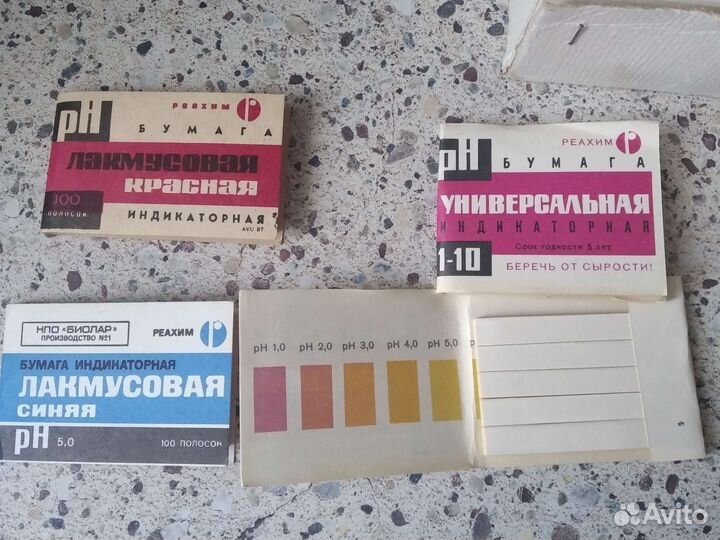 pH
РЕАХИМ
БУМАГА
ЛАКМУСОВАЯ
КРАСНАЯ
100
ПОЛОСОК
ИНДИКАТОРНАЯ
pH
РЕАХИМ
БУМАГА
УНИВЕРСАЛЬНАЯ
ИНДИКАТОРНАЯ
Срок годности 5 лет.
1-10
БЕРЕЧЬ ОТ СЫРОСТИ!
НПО «БИОЛАР»
ПРОИЗВОДСТВО №1
РЕАХИМ
БУМАГА ИНДИКАТОРНАЯ
ЛАКМУСОВАЯ
СИНЯЯ
pH 5,0 100 ПОЛОСОК
pH 1,0 pH 2,0 pH 3,0 pH 4,0 pH 5,0
Avito